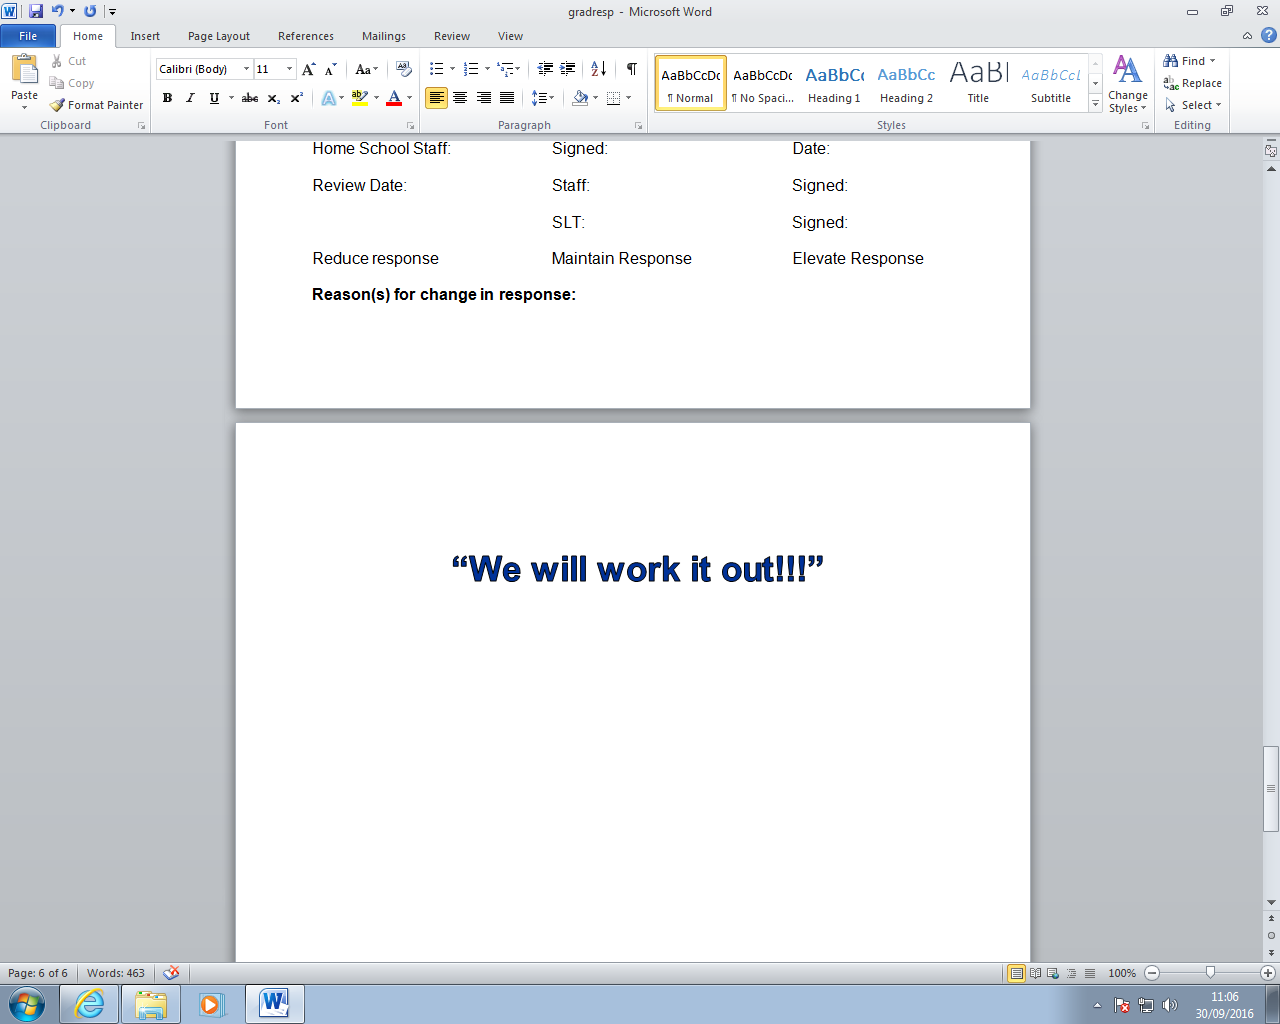 gradresp - Microsoft Word
File Home Insert Page Layout References Mailings Review View
Paste
Cut
Copy
Format Painter
Clipboard
Calibri (Body) 11
Font
Paragraph
AaBbCcDc AaBbCcDc AaBbCc AaBbCc AaBl AaBbCcL
¶ Normal ¶ No Spaci... Heading 1 Heading 2 Title Subtitle
Change Styles
Styles
Find
Replace
Select
Editing
Home School Staff: Signed: Date:
Review Date: Staff: Signed:
SLT: Signed:
Reduce response Maintain Response Elevate Response
Reason(s) for change in response:
“We will work it out!!!”
Page: 6 of 6 Words: 463 100%
11:06
30/09/2016